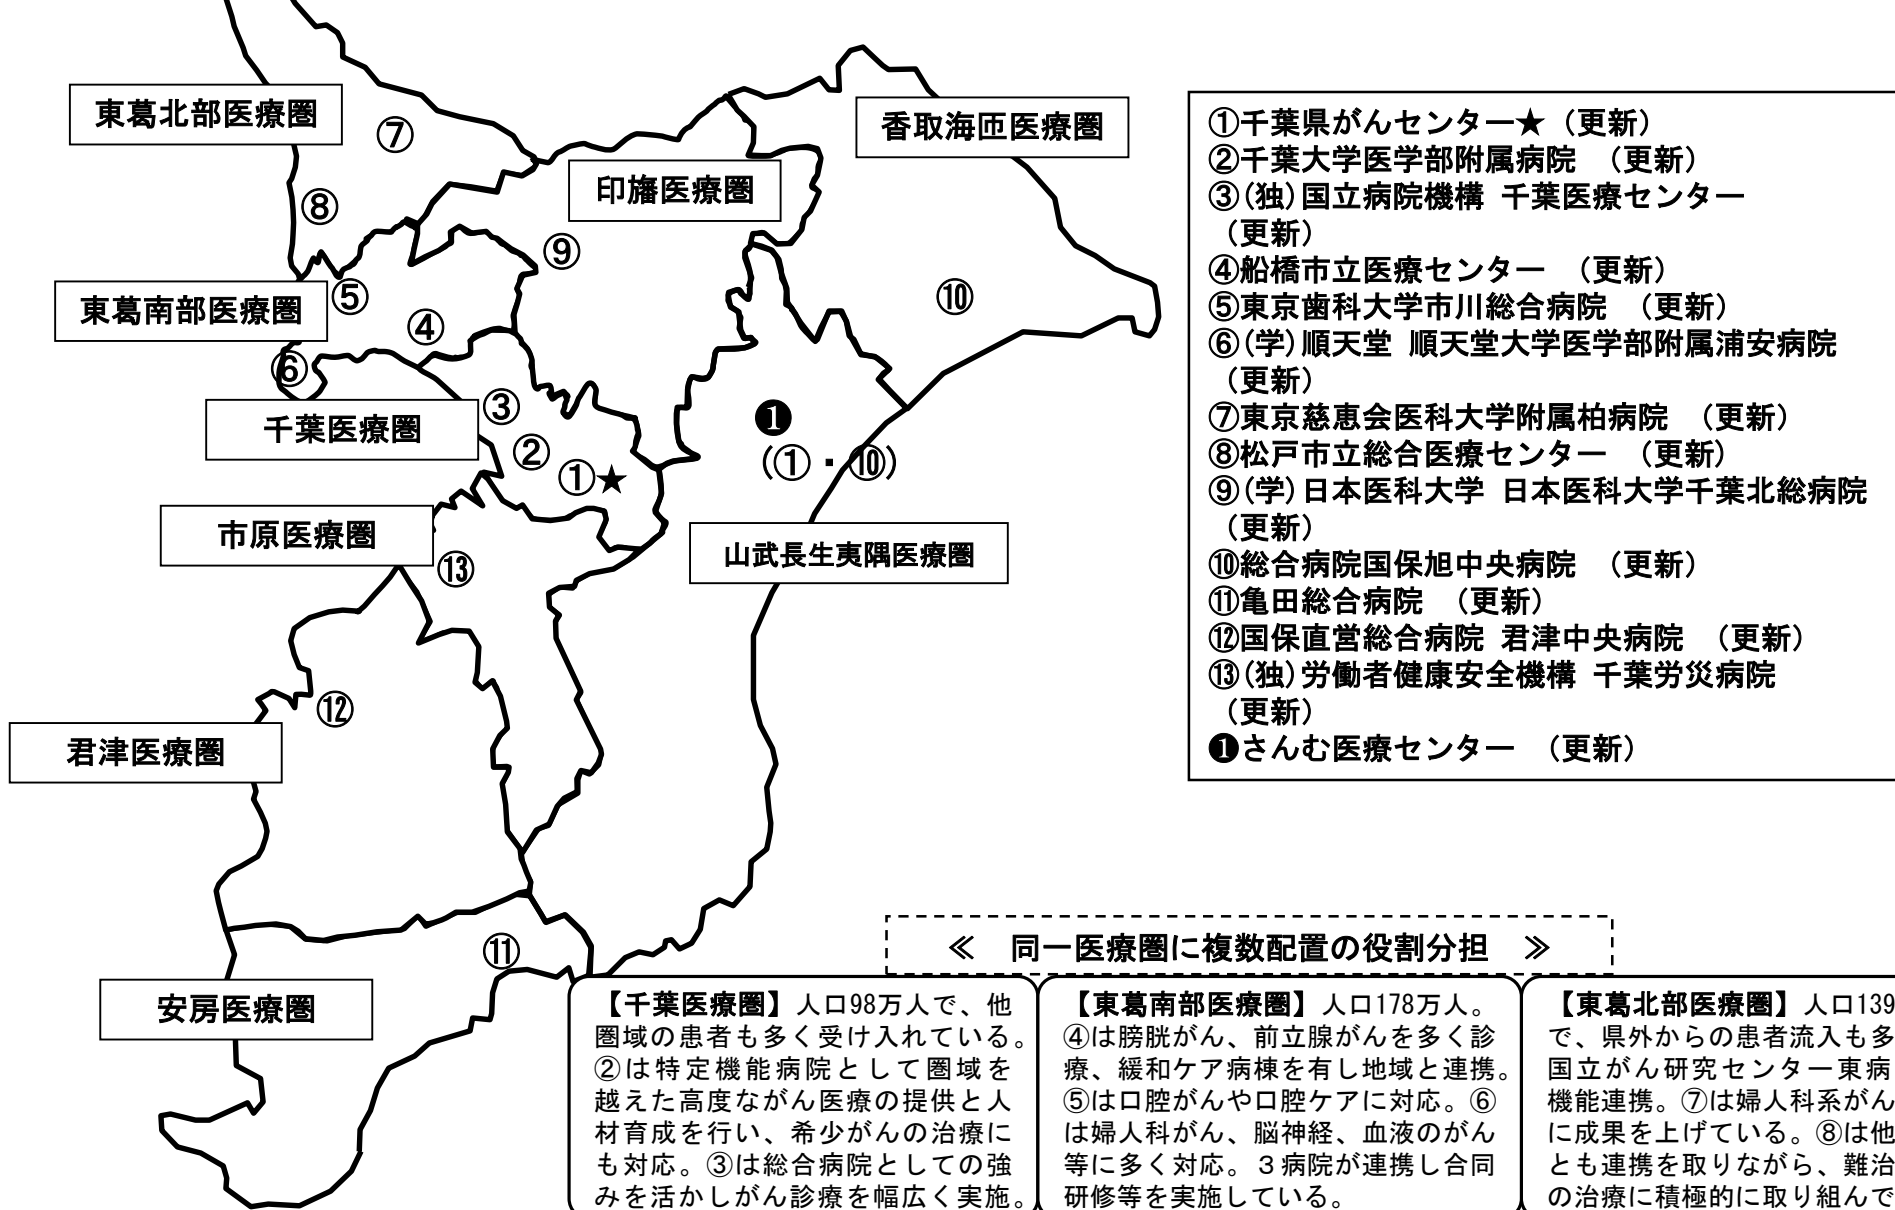 東葛北部医療圏
⑦
香取海匝医療圏
印旛医療圏
⑧
⑨
東葛南部医療圏
⑤
④
⑩
⑥
千葉医療圏
③
②
①★
❶
(①・⑩)
市原医療圏
⑬
山武長生夷隅医療圏
⑫
君津医療圏
⑪
安房医療圏
①千葉県がんセンター★（更新）
②千葉大学医学部附属病院　（更新）
③(独)国立病院機構 千葉医療センター
（更新）
④船橋市立医療センター　（更新）
⑤東京歯科大学市川総合病院　（更新）
⑥(学)順天堂 順天堂大学医学部附属浦安病院
（更新）
⑦東京慈恵会医科大学附属柏病院　（更新）
⑧松戸市立総合医療センター　（更新）
⑨(学)日本医科大学 日本医科大学千葉北総病院
（更新）
⑩総合病院国保旭中央病院　（更新）
⑪亀田総合病院　（更新）
⑫国保直営総合病院 君津中央病院　（更新）
⑬(独)労働者健康安全機構 千葉労災病院
（更新）
❶さんむ医療センター　（更新）
≪　同一医療圏に複数配置の役割分担　≫
【千葉医療圏】人口98万人で、他
圏域の患者も多く受け入れている。
②は特定機能病院として圏域を
越えた高度ながん医療の提供と人
材育成を行い、希少がんの治療に
も対応。③は総合病院としての強
みを活かしがん診療を幅広く実施。
【東葛南部医療圏】人口178万人。
④は膀胱がん、前立腺がんを多く診
療、緩和ケア病棟を有し地域と連携。
⑤は口腔がんや口腔ケアに対応。⑥
は婦人科がん、脳神経、血液のがん
等に多く対応。３病院が連携し合同
研修等を実施している。
【東葛北部医療圏】人口139
で、県外からの患者流入も多
国立がん研究センター東病
機能連携。⑦は婦人科系がん
に成果を上げている。⑧は他
とも連携を取りながら、難治
の治療に積極的に取り組んで